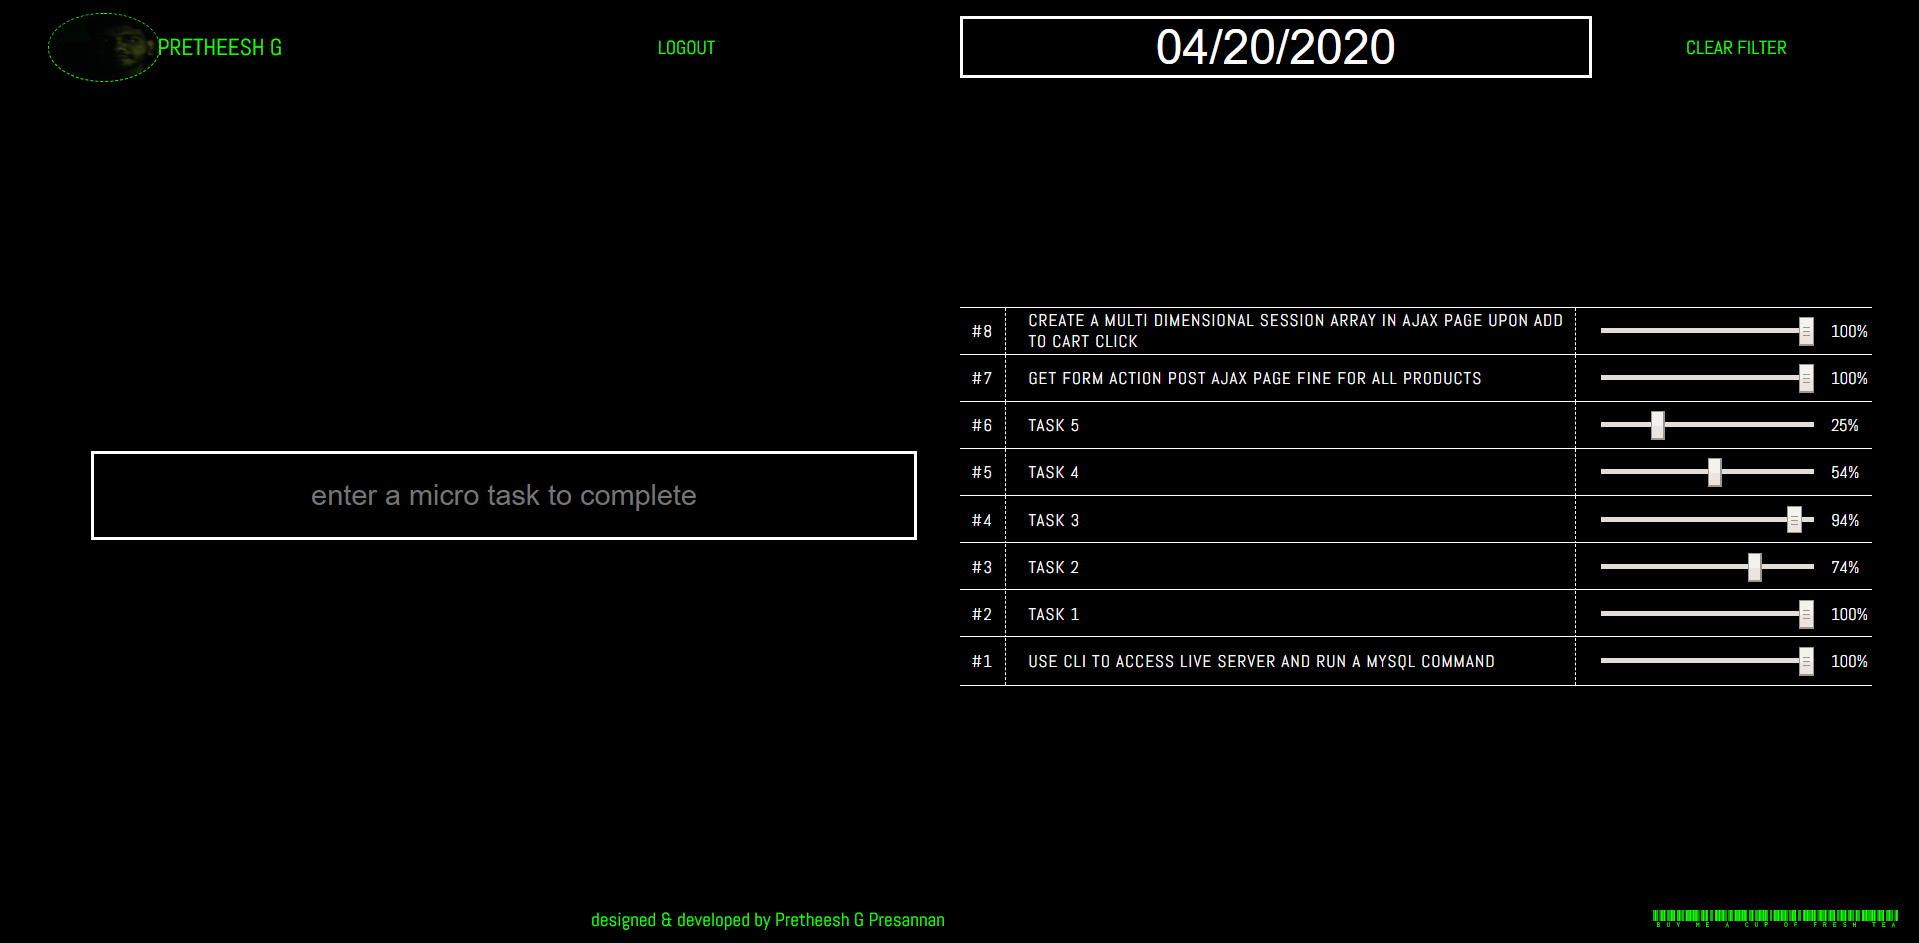 PRETHEESH G
LOGOUT
04/20/2020
CLEAR FILTER
enter a micro task to complete
#8 CREATE A MULTI DIMENSIONAL SESSION ARRAY IN AJAX PAGE UPON ADD
TO CART CLICK
100%
#7 GET FORM ACTION POST AJAX PAGE FINE FOR ALL PRODUCTS 100%
#6 TASK 5 25%
#5 TASK 4 54%
#4 TASK 3 94%
#3 TASK 2 74%
#2 TASK 1 100%
#1 USE CLI TO ACCESS LIVE SERVER AND RUN A MYSQL COMMAND 100%
designed & developed by Pretheesh G Presannan
BUY ME A CUP OF FRESH TEA